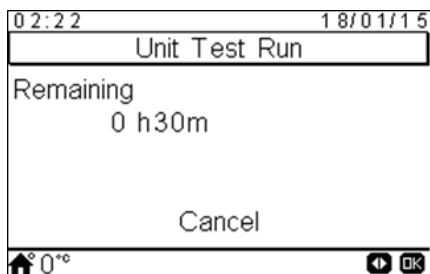 02:22 18/01/15
Unit Test Run
Remaining
0 h30m
Cancel
0°C OK